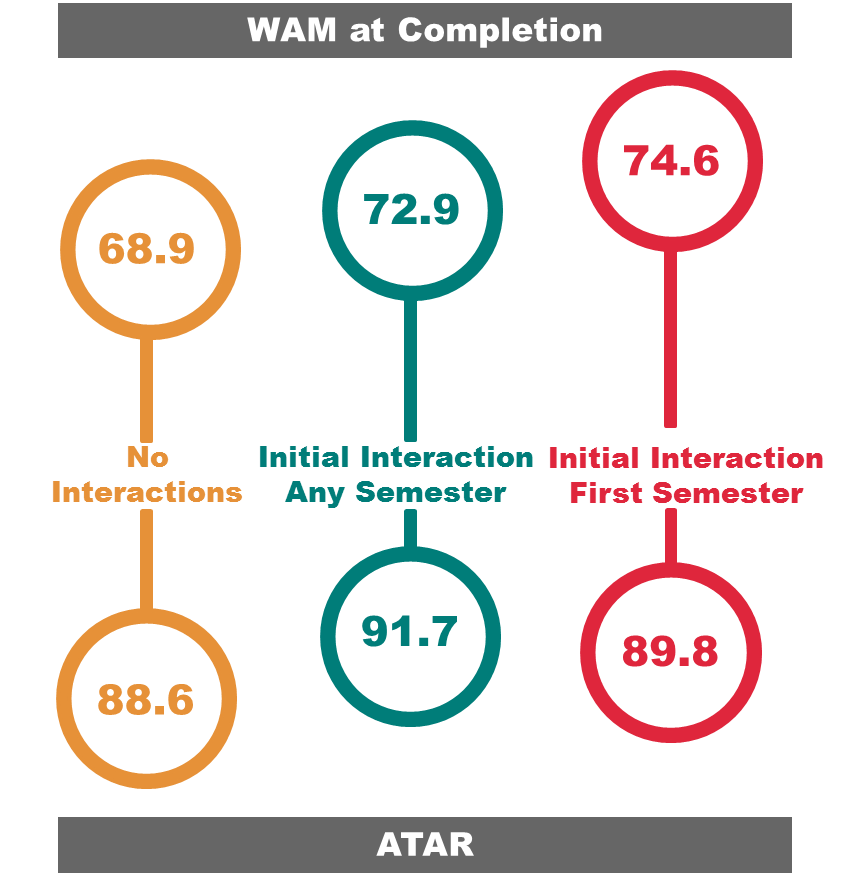 WAM at Completion
68.9
72.9
74.6
No
Interactions
Initial Interaction
Any Semester
Initial Interaction
First Semester
88.6
91.7
89.8
ATAR